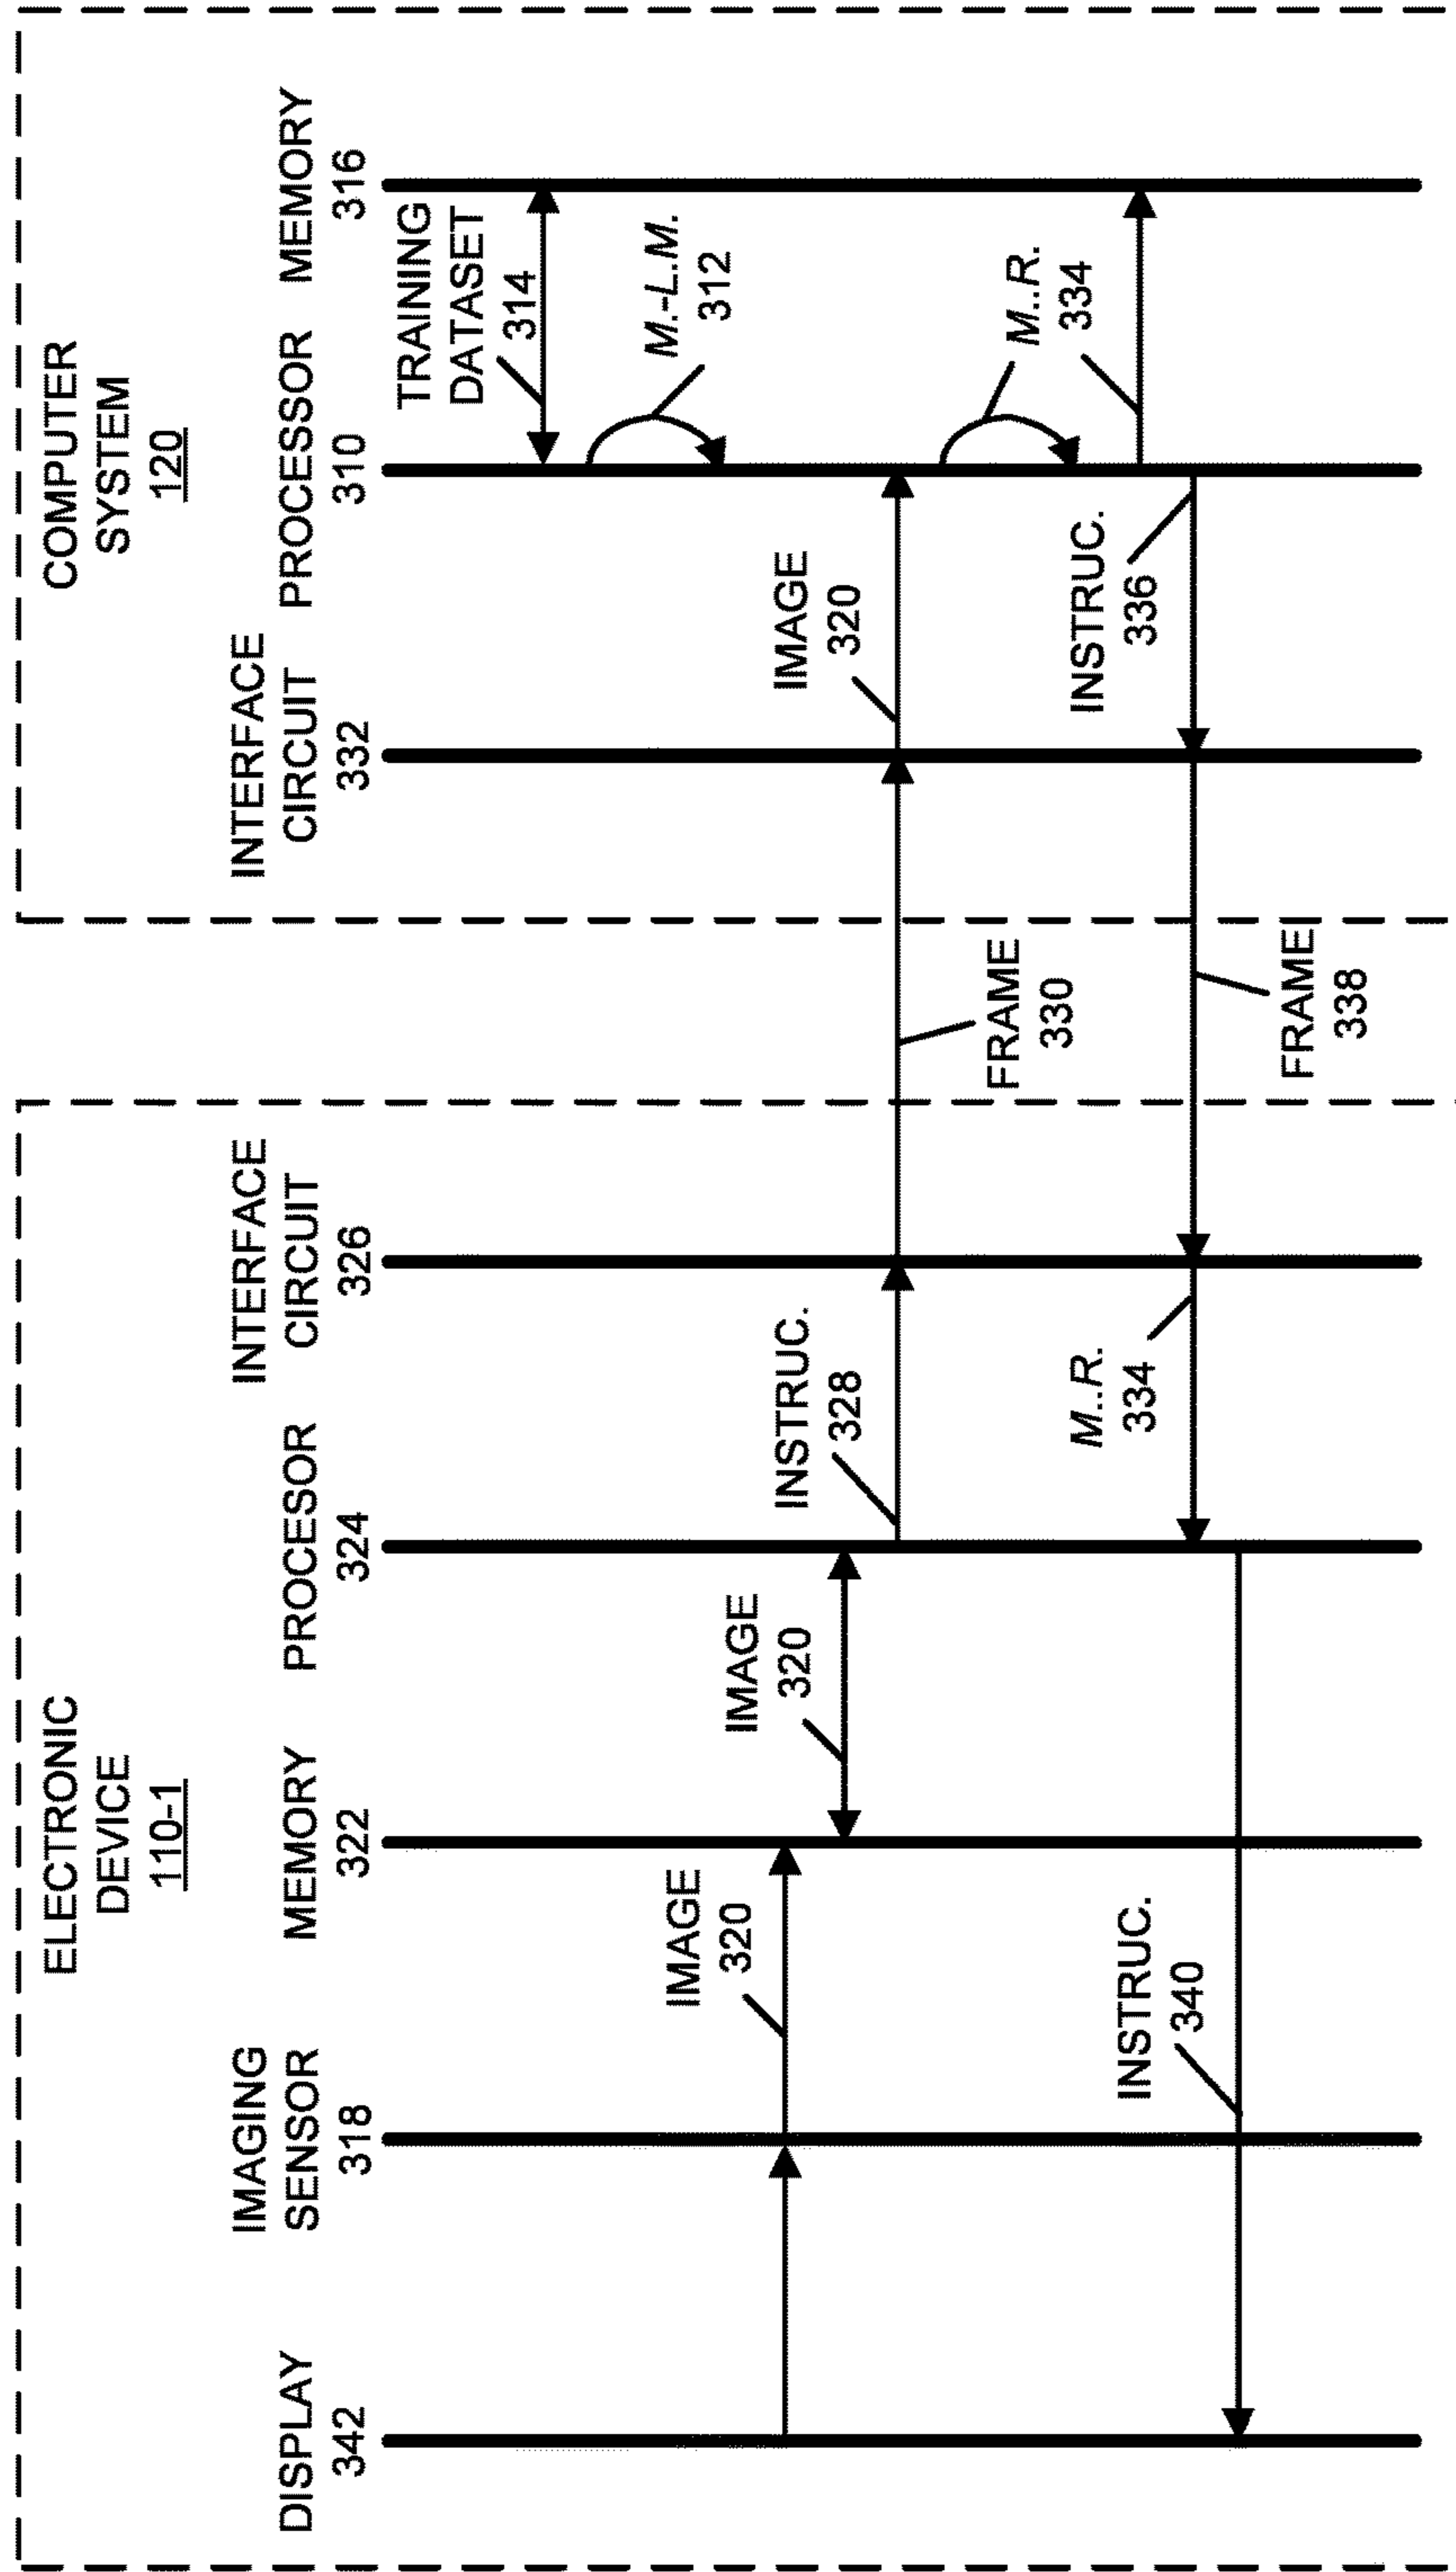 ELECTRONIC
DEVICE
110-1
DISPLAY
342
IMAGING
SENSOR
318
MEMORY
322
PROCESOR
324
INTERFACE
CIRCUIT
326
COMPUTER
SYSTEM
120
INTERFACE
CIRCUIT
332
PROCESSOR
310
MEMORY
316
TRAINING
DATASET
314
M.-L.M.
312
IMAGE
320
IMAGE
320
INSTRUC.
328
FRAME
330
IMAGE
320
M..R.
334
INSTRUC.
336
FRAME
338
M..R.
334
INSTRUC.
340